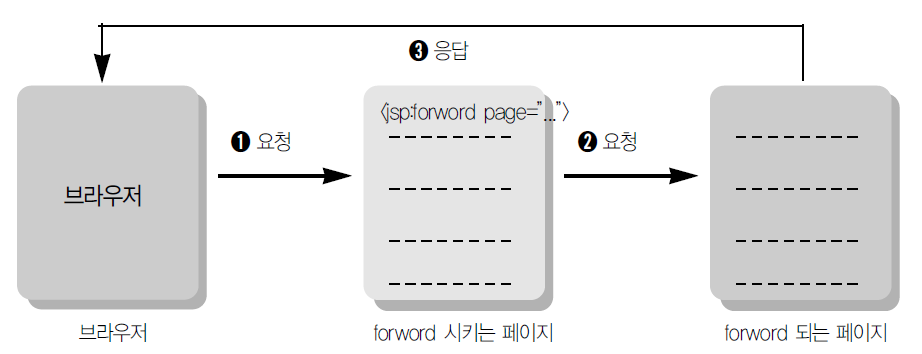 ❸ 응답
<jsp:forword page="...">
❶ 요청
❷ 요청
브라우저
브라우저
forword 시키는 페이지
forword 되는 페이지